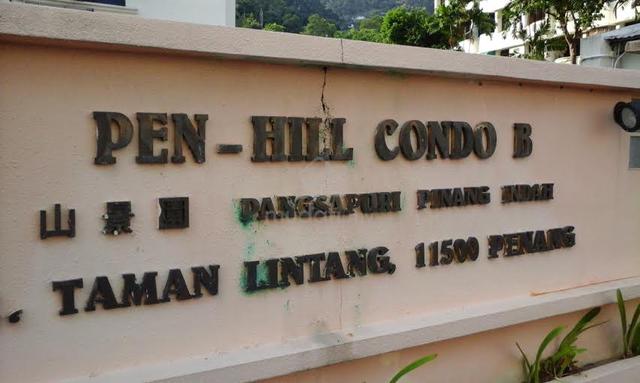 PEN-HILL CONDO B
山景園 PANGSAPURI PINANG INDAH
, TAMAN LINTANG, 11500 PENANG